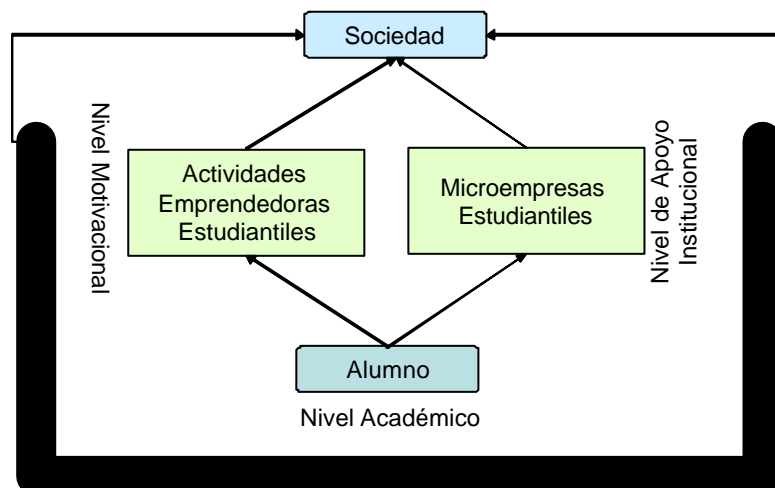 Sociedad
Nivel Motivacional
Actividades
Emprendedoras
Estudiantiles
Microempresas
Estudiantiles
Nivel de Apoyo
Institucional
Alumno
Nivel Académico